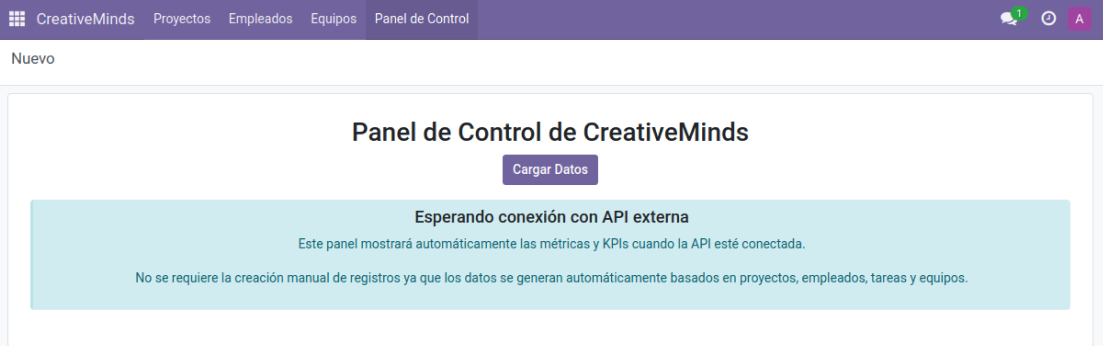 CreativeMinds Proyectos Empleados Equipos Panel de Control 1 A
Nuevo
Panel de Control de CreativeMinds
Cargar Datos
Esperando conexión con API externa
Este panel mostrará automáticamente las métricas y KPIs cuando la API esté conectada.
No se requiere la creación manual de registros ya que los datos se generan automáticamente basados en proyectos, empleados, tareas y equipos.